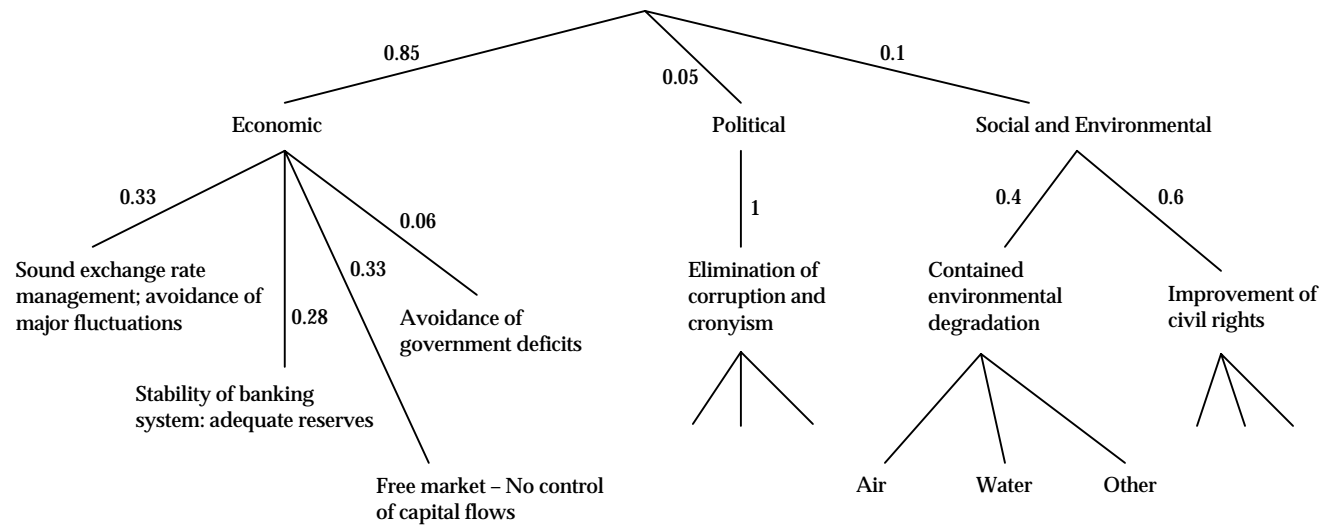 0.85
0.05
0.1
Economic
Political
Social and Environmental
0.33
0.28
0.33
0.06
1
0.4
0.6
Sound exchange rate
management; avoidance of
major fluctuations
Stability of banking
system: adequate reserves
Free market – No control
of capital flows
Avoidance of
government deficits
Elimination of
corruption and
cronyism
Contained
environmental
degradation
Improvement of
civil rights
Air
Water
Other